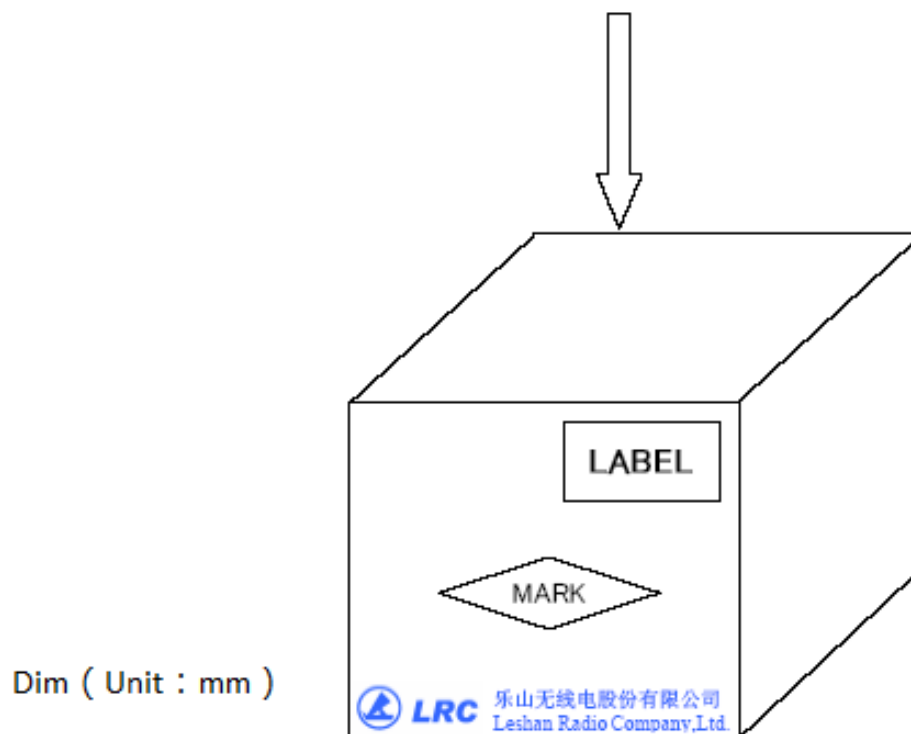 LABEL
MARK
Dim ( Unit：mm )
LRC
乐山无线电股份有限公司
Leshan Radio Company,Ltd.